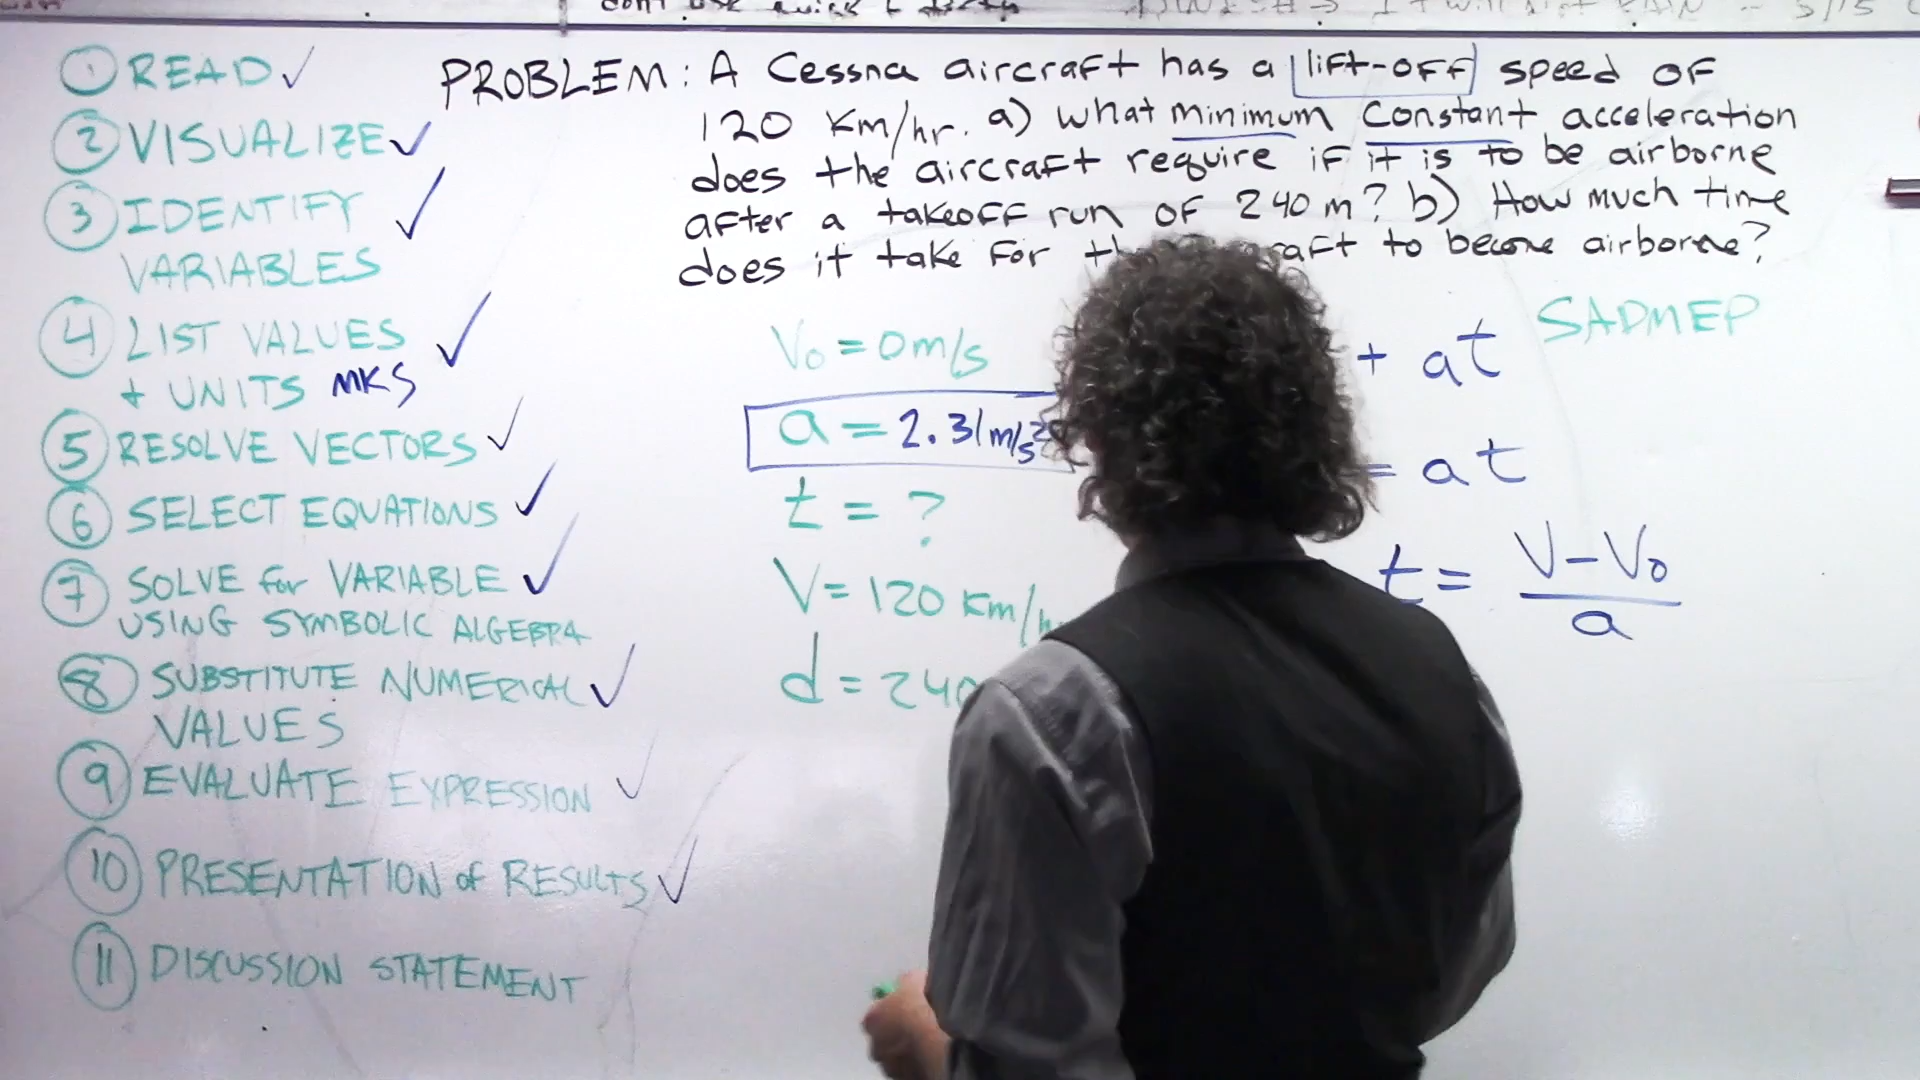 ① READ ✓
② VISUALIZE ✓
③ IDENTIFY ✓
VARIABLES
④ LIST VALUES ✓
+ UNITS MKS
⑤ RESOLVE VECTORS ✓
⑥ SELECT EQUATIONS ✓
⑦ SOLVE for VARIABLE ✓
USING SYMBOLIC ALGEBRA
⑧ SUBSTITUTE NUMERICAL ✓
VALUES
⑨ EVALUATE EXPRESSION ✓
⑩ PRESENTATION of RESULTS ✓
⑪ DISCUSSION STATEMENT
PROBLEM: A Cessna aircraft has a lift-off speed of
120 km/hr. a) what minimum constant acceleration
does the aircraft require if it is to be airborne
after a takeoff run of 240 m? b) How much time
does it take for to become airborne?
SADMEP
V₀ = 0 m/s
a = 2.31 m/s²
t = ?
V = 120 km/h
d = 240
+ at
= at
t = (V - V₀)/a